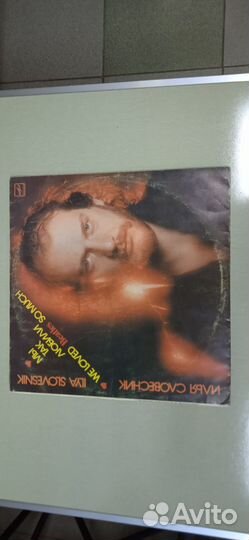 ИЛЬЯ СЛОВЕСНИК
ILYA SLOVESNIK
МЫ
ТАК
ЛЮБИЛИ
Beatles
WE LOVED
SO MUCH
Avito